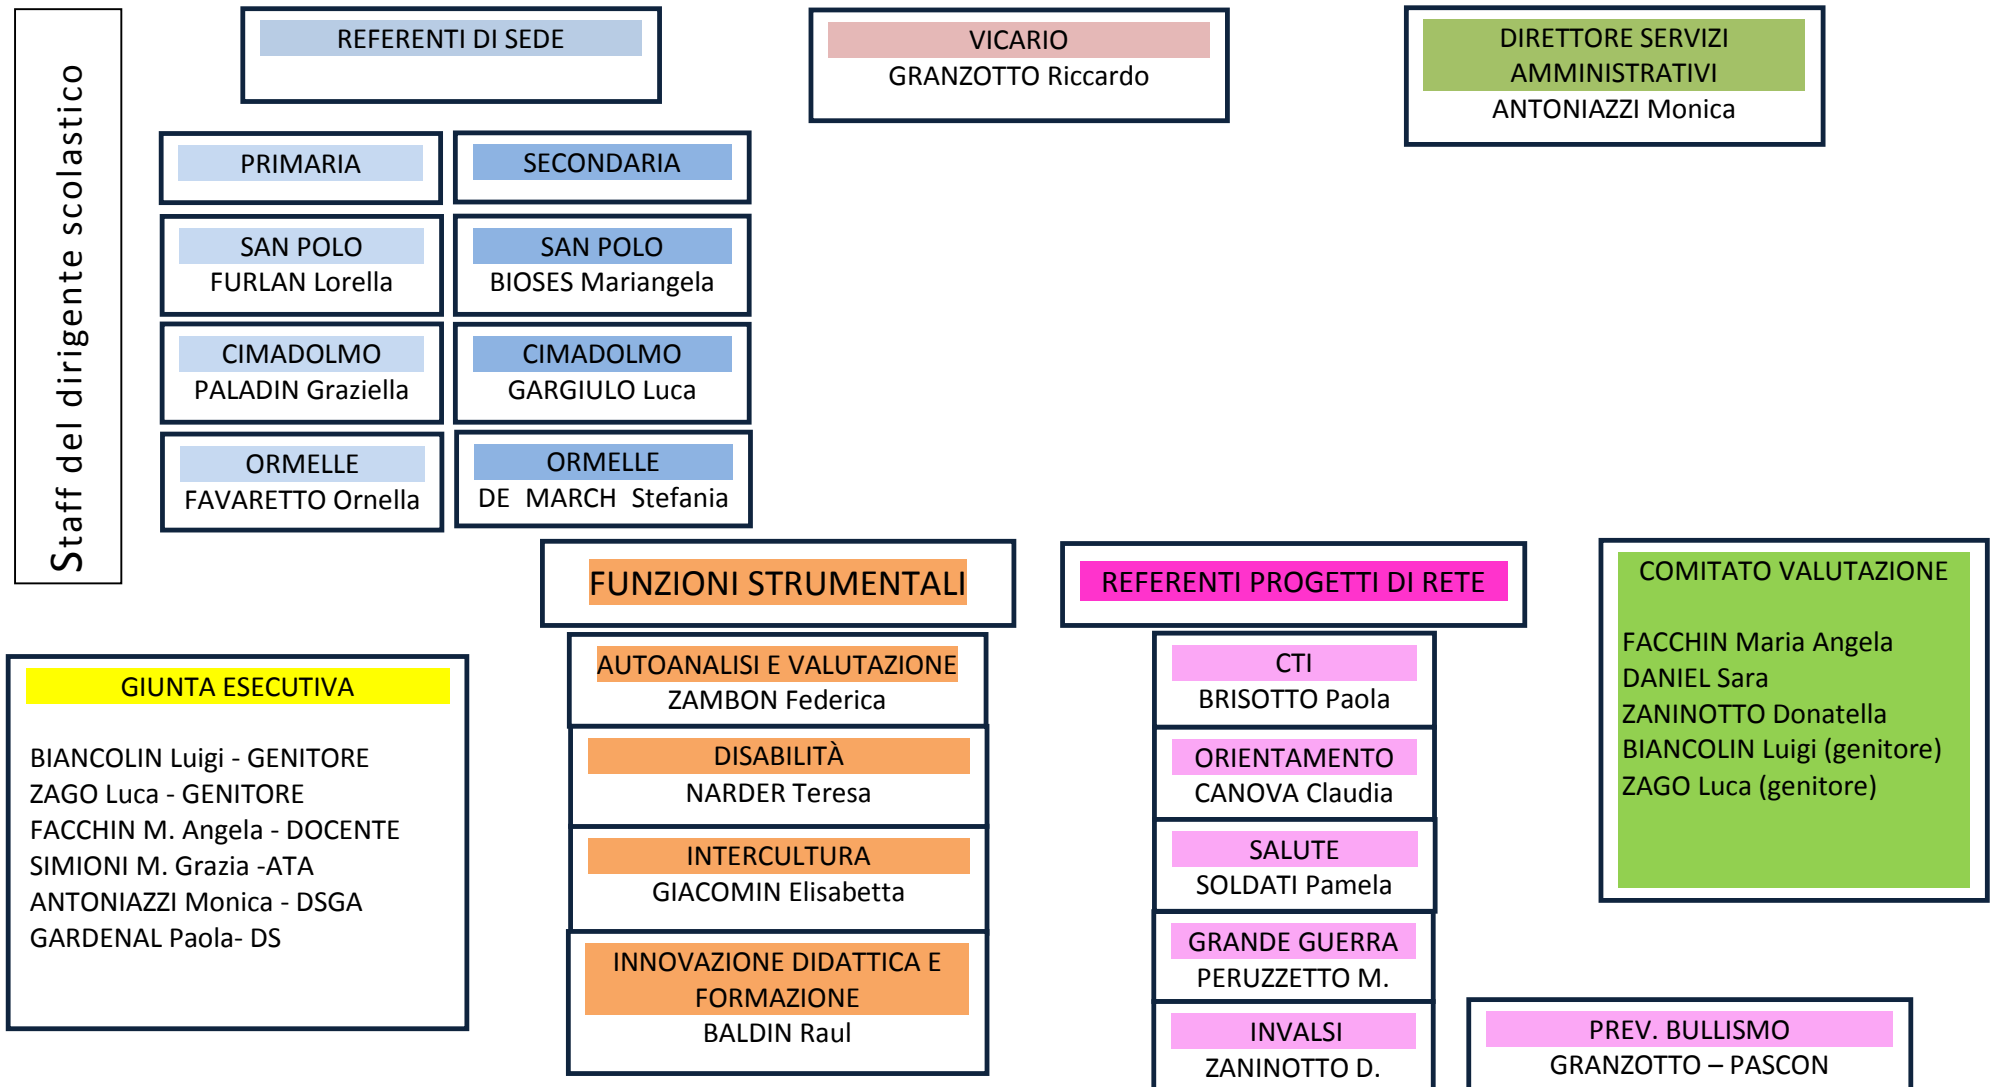 Staff del dirigente scolastico
REFERENTI DI SEDE
VICARIO
GRANZOTTO Riccardo
DIRETTORE SERVIZI
AMMINISTRATIVI
ANTONIAZZI Monica
PRIMARIA
SECONDARIA
SAN POLO
FURLAN Lorella
SAN POLO
BIOSES Mariangela
CIMADOLMO
PALADIN Graziella
CIMADOLMO
GARGIULO Luca
ORMELLE
FAVARETTO Ornella
ORMELLE
DE MARCH Stefania
GIUNTA ESECUTIVA
BIANCOLIN Luigi - GENITORE
ZAGO Luca - GENITORE
FACCHIN M. Angela - DOCENTE
SIMIONI M. Grazia -ATA
ANTONIAZZI Monica - DSGA
GARDENAL Paola- DS
FUNZIONI STRUMENTALI
AUTOANALISI E VALUTAZIONE
ZAMBON Federica
DISABILITÀ
NARDER Teresa
INTERCULTURA
GIACOMIN Elisabetta
INNOVAZIONE DIDATTICA E
FORMAZIONE
BALDIN Raul
REFERENTI PROGETTI DI RETE
CTI
BRISOTTO Paola
ORIENTAMENTO
CANOVA Claudia
SALUTE
SOLDATI Pamela
GRANDE GUERRA
PERUZZETTO M.
INVALSI
ZANINOTTO D.
COMITATO VALUTAZIONE
FACCHIN Maria Angela
DANIEL Sara
ZANINOTTO Donatella
BIANCOLIN Luigi (genitore)
ZAGO Luca (genitore)
PREV. BULLISMO
GRANZOTTO – PASCON